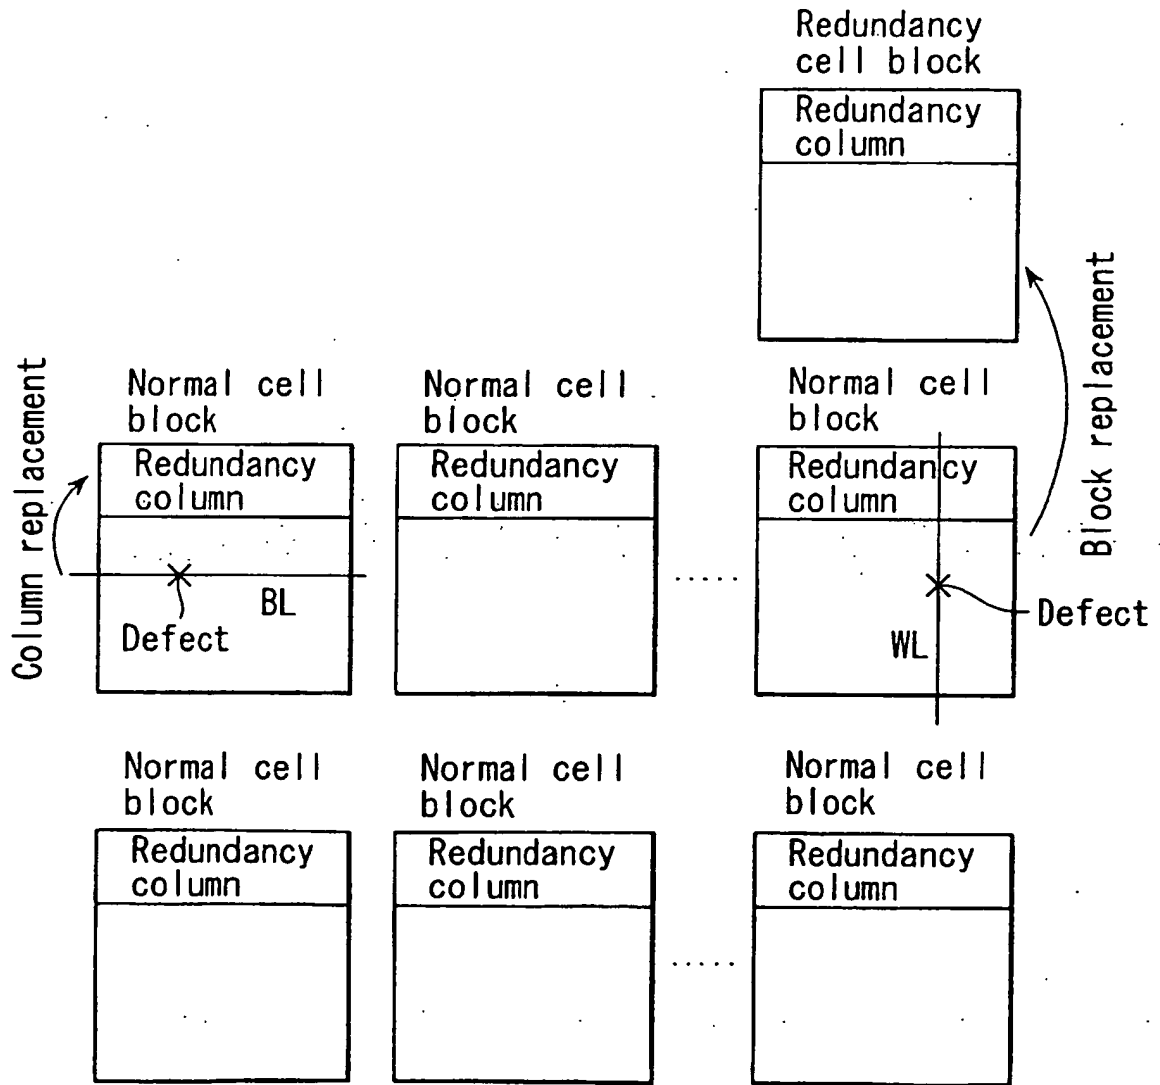 Redundancy
cell block
Redundancy
column
Block replacement
Column replacement
Normal cell
block
Redundancy
column
BL
Defect
Normal cell
block
Redundancy
column
.....
Normal cell
block
Redundancy
column
WL
Defect
Normal cell
block
Redundancy
column
Normal cell
block
Redundancy
column
.....
Normal cell
block
Redundancy
column